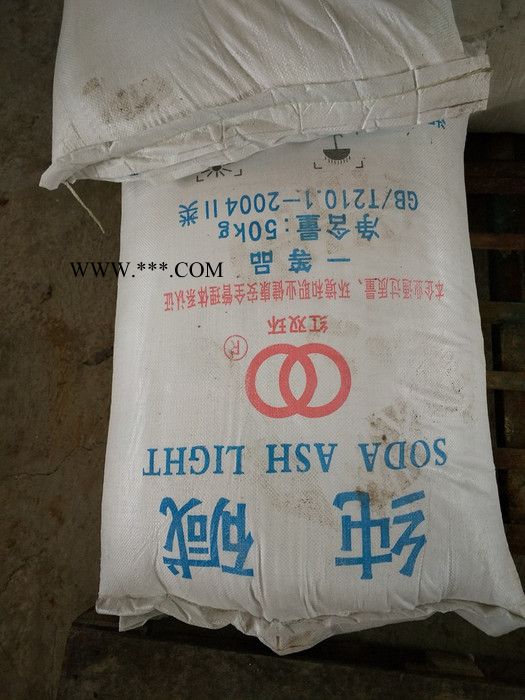 纯碱
SODA ASH LIGHT
®
红双环
本企业通过质量、环境和职业健康安全管理体系认证
一等品
净含量:50kg
GB/T210.1—2004 II类
WWW.***.COM